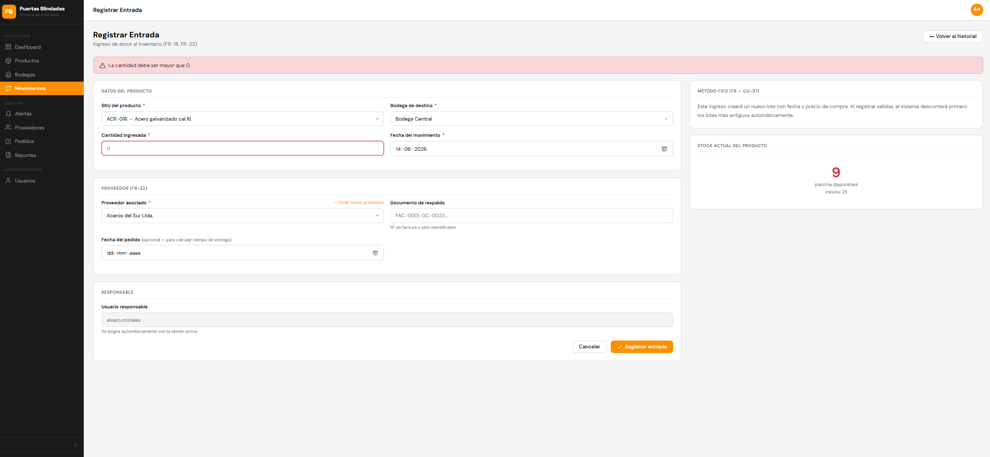 PB
Puertas Blindadas
Registrar Entrada
ÁM
INVENTARIO
Dashboard
Productos
Bodegas
Movimientos
GESTIÓN
Alertas
Proveedores
Pedidos
Reportes
ADMINISTRACIÓN
Usuarios
Registrar Entrada
Ingreso de stock al inventario (FR-18, FR-22)
← Volver al historial
La cantidad debe ser mayor que 0.
DATOS DEL PRODUCTO
SKU del producto *
Bodega de destino *
ACR-016 — Acero galvanizado cal.16
Bodega Central
Cantidad ingresada *
Fecha del movimiento *
0
14-06-2026
PROVEEDOR (FR-22)
Proveedor asociado *
+ Crear nuevo proveedor
Documento de respaldo
Aceros del Sur Ltda.
FAC-0001, OC-0023...
N° de factura u otro identificador
Fecha del pedido (opcional — para calcular tiempo de entrega)
dd-mm-aaaa
RESPONSABLE
Usuario responsable
alvaro.morales
Se asigna automáticamente con la sesión activa
Cancelar
Registrar entrada
MÉTODO FIFO (FR — CU-07)
Este ingreso creará un nuevo lote con fecha y precio de compra. Al registrar salidas, el sistema descontará primero
los lotes más antiguos automáticamente.
STOCK ACTUAL DEL PRODUCTO
9
plancha disponibles
mínimo: 25